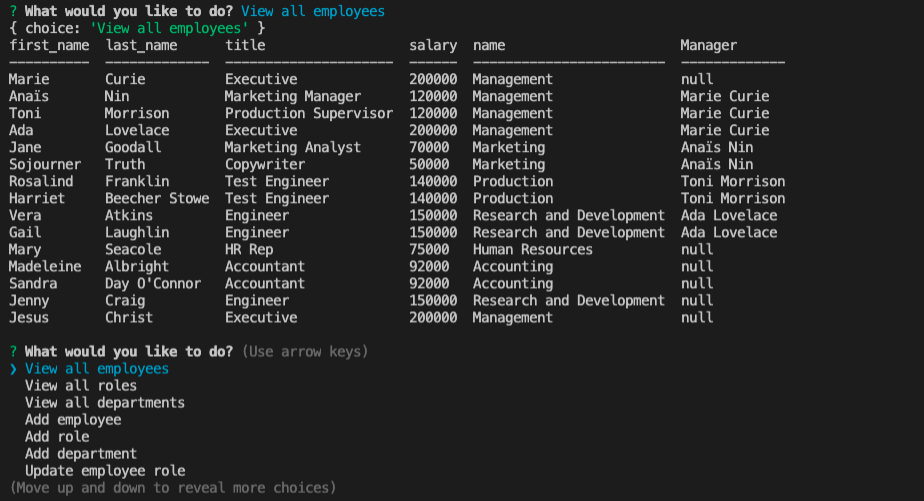 ? What would you like to do? View all employees
{ choice: 'View all employees' }
first_name  last_name      title                  salary  name                      Manager
----------  -------------  ---------------------  ------  ------------------------  -------------
Marie       Curie          Executive              200000  Management                null
Anaïs       Nin            Marketing Manager      120000  Management                Marie Curie
Toni        Morrison       Production Supervisor  120000  Management                Marie Curie
Ada         Lovelace       Executive              200000  Management                Marie Curie
Jane        Goodall        Marketing Analyst      70000   Marketing                 Anaïs Nin
Sojourner   Truth          Copywriter             50000   Marketing                 Anaïs Nin
Rosalind    Franklin       Test Engineer          140000  Production                Toni Morrison
Harriet     Beecher Stowe  Test Engineer          140000  Production                Toni Morrison
Vera        Atkins         Engineer               150000  Research and Development  Ada Lovelace
Gail        Laughlin       Engineer               150000  Research and Development  Ada Lovelace
Mary        Seacole        HR Rep                 75000   Human Resources           null
Madeleine   Albright       Accountant             92000   Accounting                null
Sandra      Day O'Connor   Accountant             92000   Accounting                null
Jenny       Craig          Engineer               150000  Research and Development  null
Jesus       Christ         Executive              200000  Management                null
? What would you like to do? (Use arrow keys)
❯ View all employees
View all roles
View all departments
Add employee
Add role
Add department
Update employee role
(Move up and down to reveal more choices)